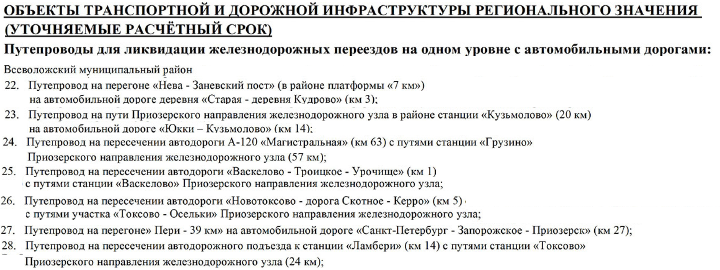 ОБЪЕКТЫ ТРАНСПОРТНОЙ И ДОРОЖНОЙ ИНФРАСТРУКТУРЫ РЕГИОНАЛЬНОГО ЗНАЧЕНИЯ
(УТОЧНЯЕМЫЕ РАСЧЁТНЫЙ СРОК)
Путепроводы для ликвидации железнодорожных переездов на одном уровне с автомобильными дорогами:
Всеволожский муниципальный район
22. Путепровод на перегоне «Нева - Заневский пост» (в районе платформы «7 км»)
на автомобильной дороге деревня «Старая - деревня Кудрово» (км 3);
23. Путепровод на пути Приозерского направления железнодорожного узла в районе станции «Кузьмолово» (20 км)
на автомобильной дороге «Юкки – Кузьмолово» (км 14);
24. Путепровод на пересечении автодороги А-120 «Магистральная» (км 63) с путями станции «Грузино»
Приозерского направления железнодорожного узла (57 км);
25. Путепровод на пересечении автодороги «Васкелово - Троицкое - Урочище» (км 1)
с путями станции «Васкелово» Приозерского направления железнодорожного узла;
26. Путепровод на пересечении автодороги «Новотоксово - дорога Скотное - Керро» (км 5)
с путями участка «Токсово - Осельки» Приозерского направления железнодорожного узла;
27. Путепровод на перегоне» Пери - 39 км» на автомобильной дороге «Санкт-Петербург - Запорожское - Приозерск» (км 27);
28. Путепровод на пересечении автодорожного подъезда к станции «Ламбери» (км 14) с путями станции «Токсово»
Приозерского направления железнодорожного узла (24 км);